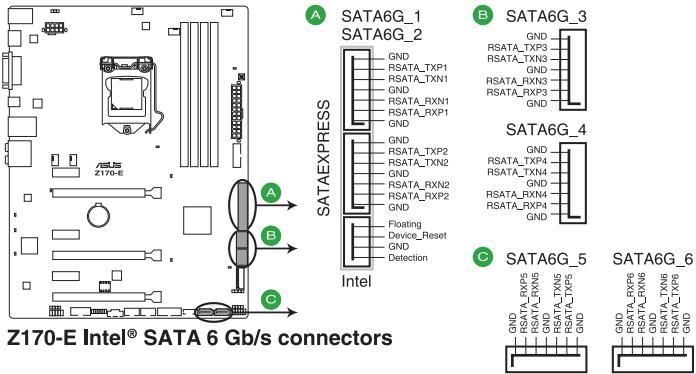 A
SATA6G_1
SATA6G_2
SATAEXPRESS
GND
RSATA_TXP1
RSATA_TXN1
GND
RSATA_RXN1
RSATA_RXP1
GND
GND
RSATA_TXP2
RSATA_TXN2
GND
RSATA_RXN2
RSATA_RXP2
GND
Floating
Device_Reset
GND
Detection
Intel
B
SATA6G_3
GND
RSATA_TXP3
RSATA_TXN3
GND
RSATA_RXN3
RSATA_RXP3
GND
SATA6G_4
GND
RSATA_TXP4
RSATA_TXN4
GND
RSATA_RXN4
RSATA_RXP4
GND
C
SATA6G_5
GND
RSATA_RXP5
RSATA_RXN5
GND
RSATA_TXN5
RSATA_TXP5
GND
SATA6G_6
GND
RSATA_RXP6
RSATA_RXN6
GND
RSATA_TXN6
RSATA_TXP6
GND
ASUS
Z170-E
A
B
C
Z170-E Intel® SATA 6 Gb/s connectors